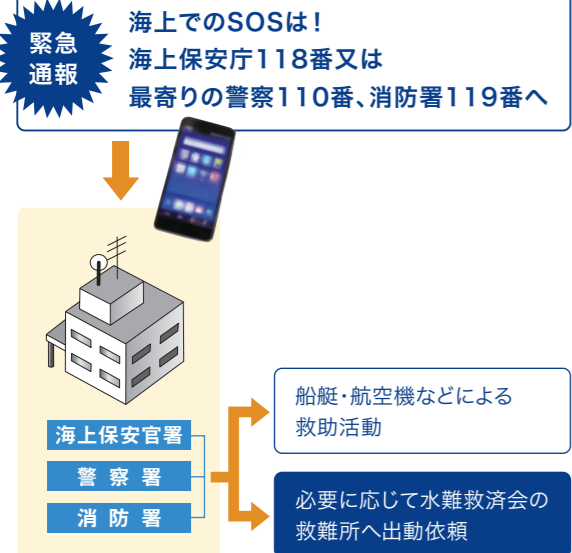 緊急
通報
海上でのSOSは！
海上保安庁118番又は
最寄りの警察110番、消防署119番へ
海上保安官署
警察署
消防署
船艇・航空機などによる
救助活動
必要に応じて水難救済会の
救難所へ出動依頼